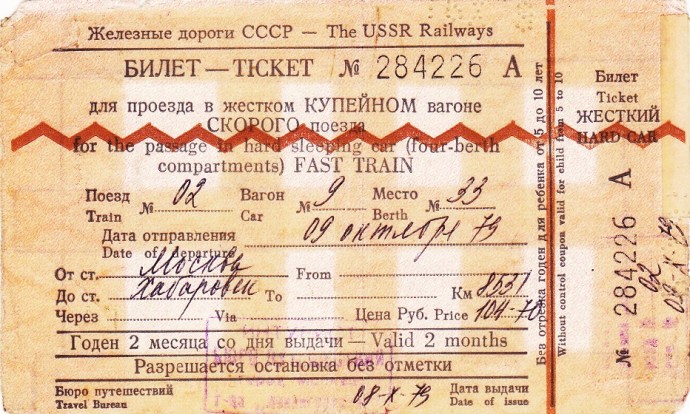 Железные дороги СССР — The USSR Railways
БИЛЕТ — TICKET № 284226 А
для проезда в жестком КУПЕЙНОМ вагоне
СКОРОГО поезда
for the passage in hard sleeping car (four-berth
compartments) FAST TRAIN
Поезд № 02 Вагон № 9 Место № 33
Train Car Berth
Дата отправления 09 октября 79
Date of departure
От ст. Москва From
До ст. Хабаровск To Км 8531
Через Via Цена Руб. Price 104-70
Годен 2 месяца со дня выдачи — Valid 2 months
Разрешается остановка без отметки
Бюро путешествий 08-X-79 Дата выдачи
Travel Bureau Date of issue
Без отрезка годен для ребенка от 5 до 10 лет
Without control coupon valid for child from 5 to 10
Билет
Ticket
ЖЕСТКИЙ
HARD CAR
№ 284226 А
02